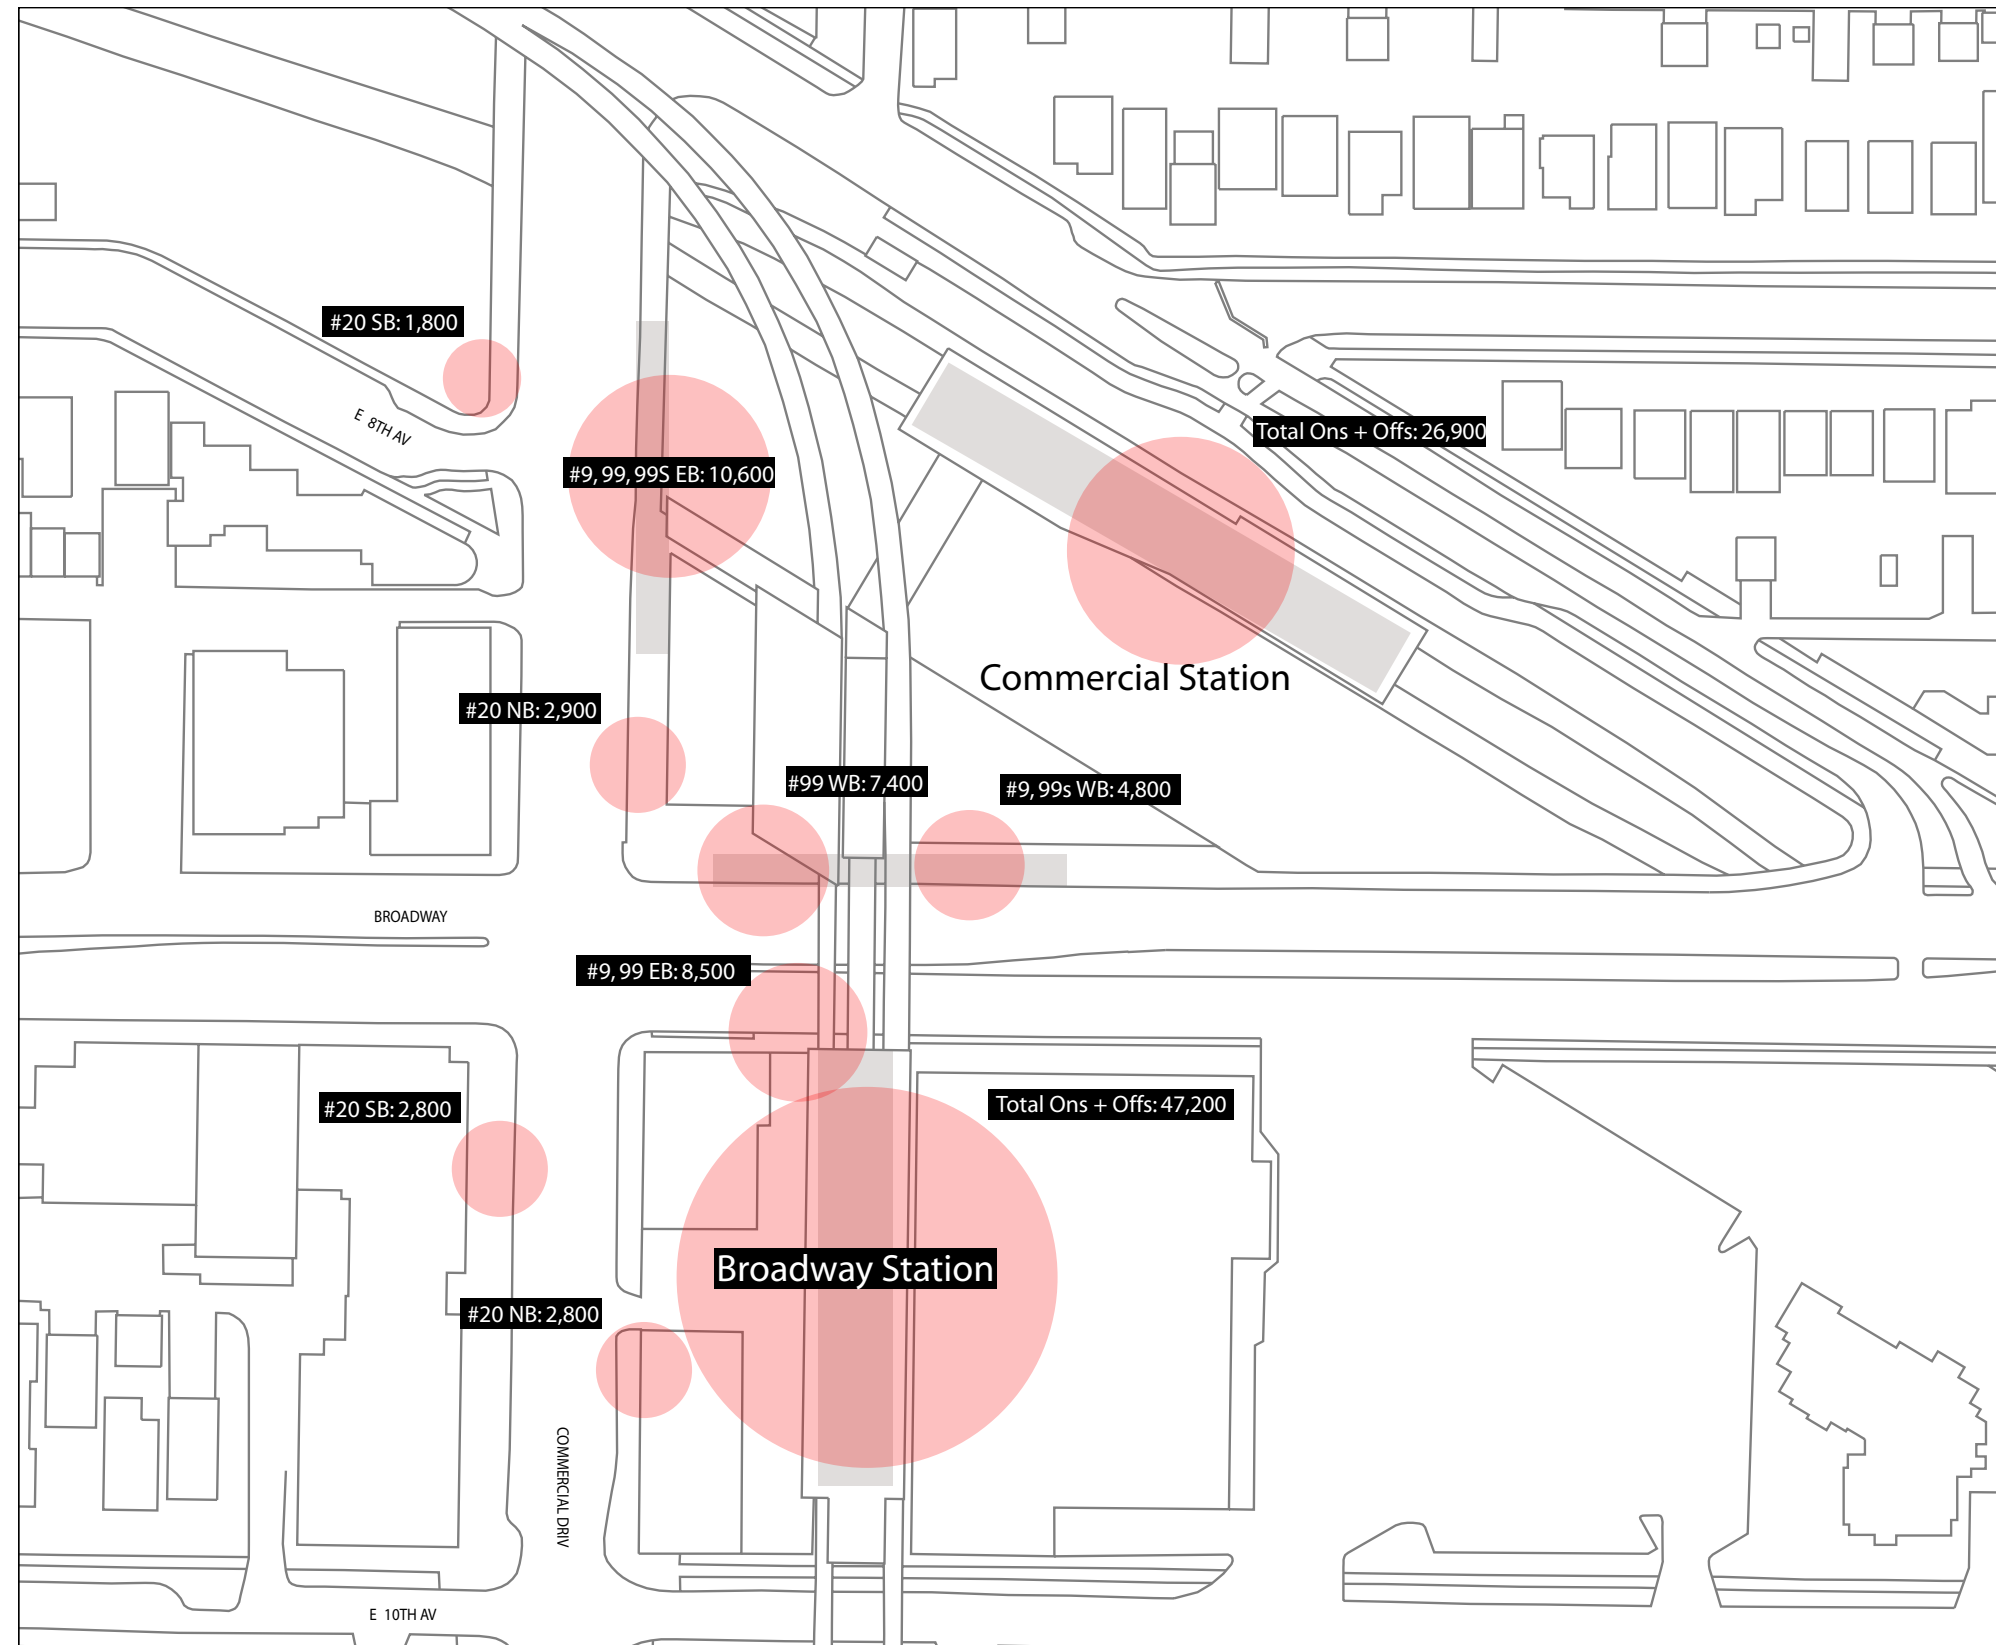 #20 SB: 1,800
E 8TH AV
Total Ons + Offs: 26,900
#9, 99, 99S EB: 10,600
Commercial Station
#20 NB: 2,900
#99 WB: 7,400
#9, 99s WB: 4,800
BROADWAY
#9, 99 EB: 8,500
#20 SB: 2,800
Total Ons + Offs: 47,200
Broadway Station
#20 NB: 2,800
COMMERCIAL DRIV
E 10TH AV